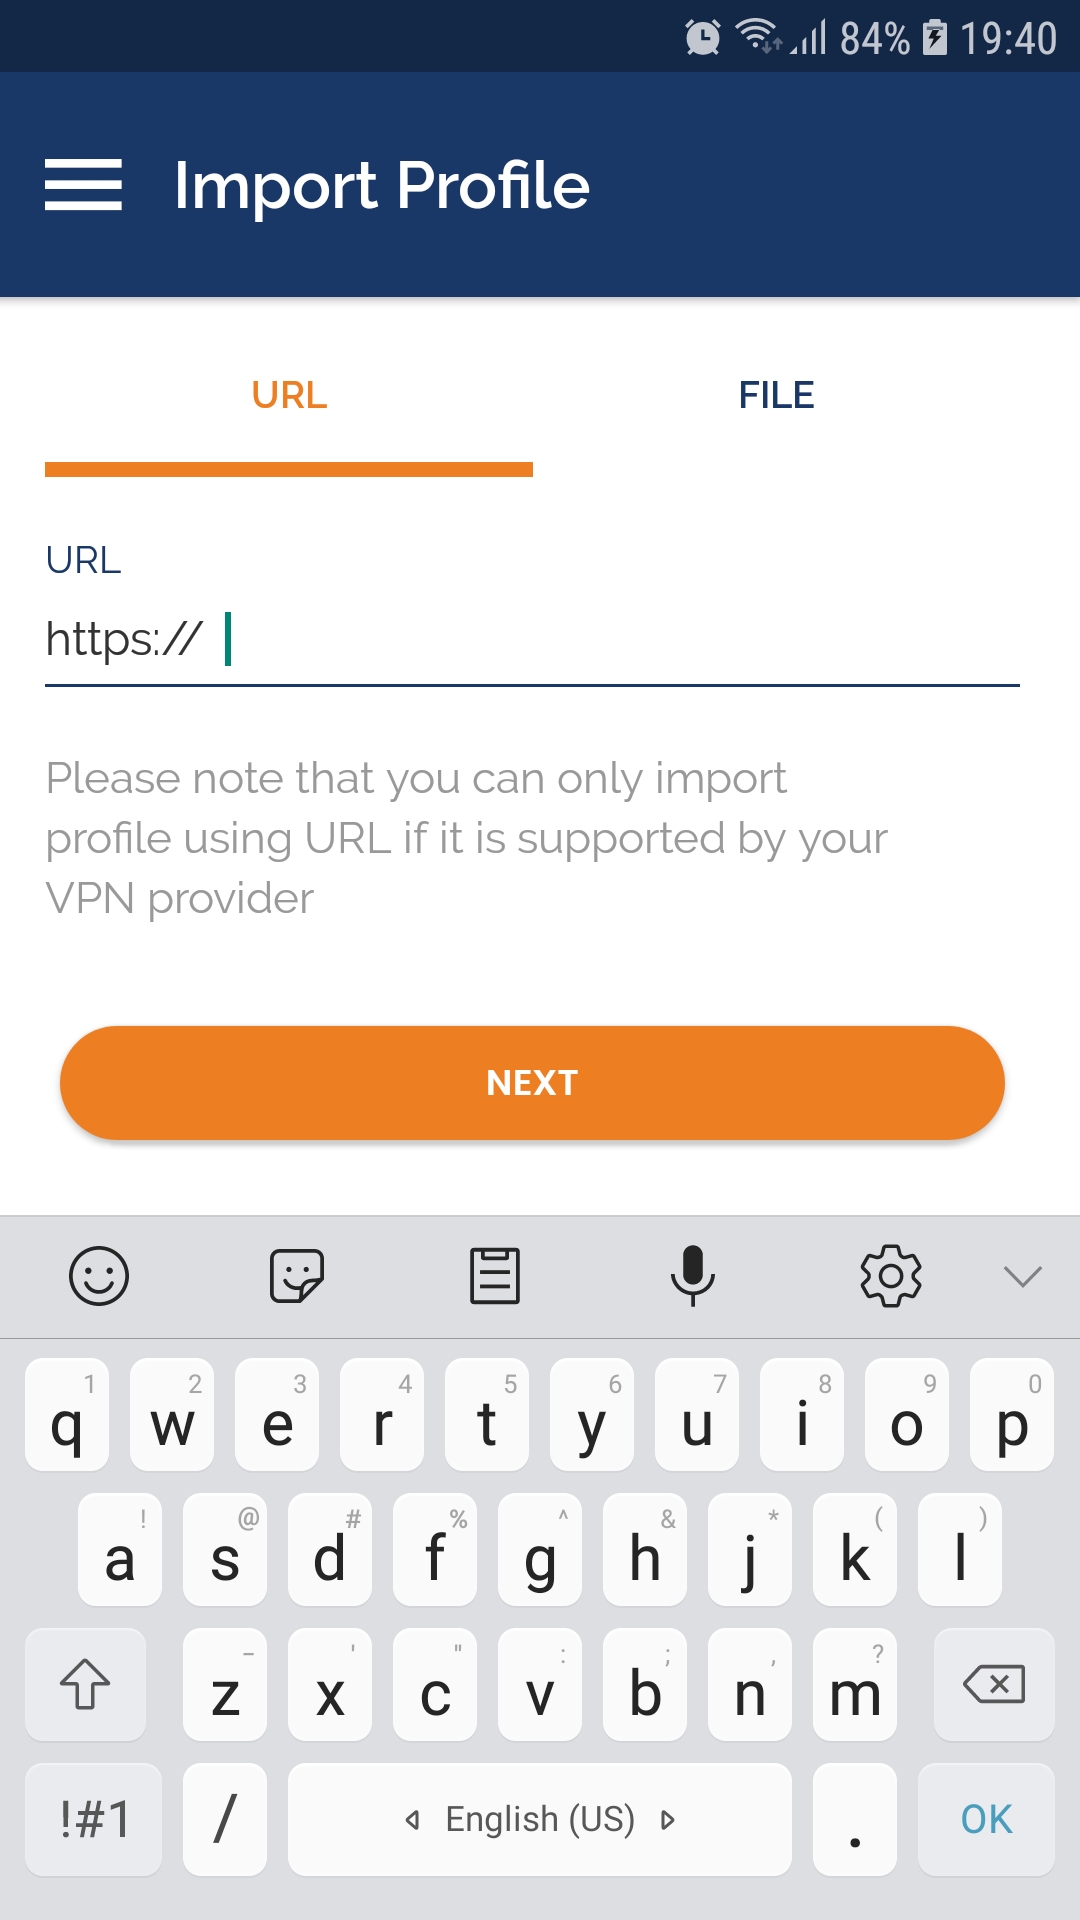 84% 19:40
Import Profile
URL FILE
URL
https://
Please note that you can only import
profile using URL if it is supported by your
VPN provider
NEXT
1 2 3 4 5 6 7 8 9 0
q w e r t y u i o p
! @ # % ^ & * ( )
a s d f g h j k l
- ' " : ; , ?
z x c v b n m
!#1 / English (US) . OK